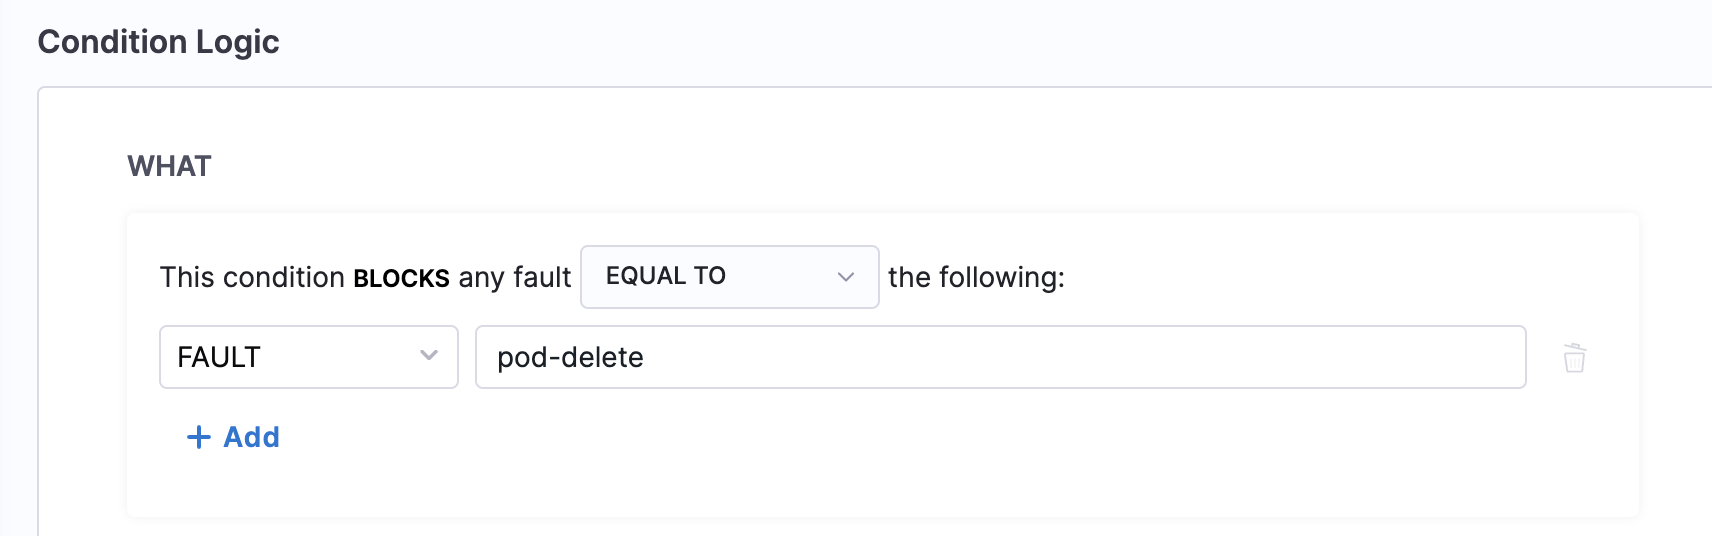 Condition Logic
WHAT
This condition BLOCKS any fault EQUAL TO the following:
FAULT pod-delete
+ Add